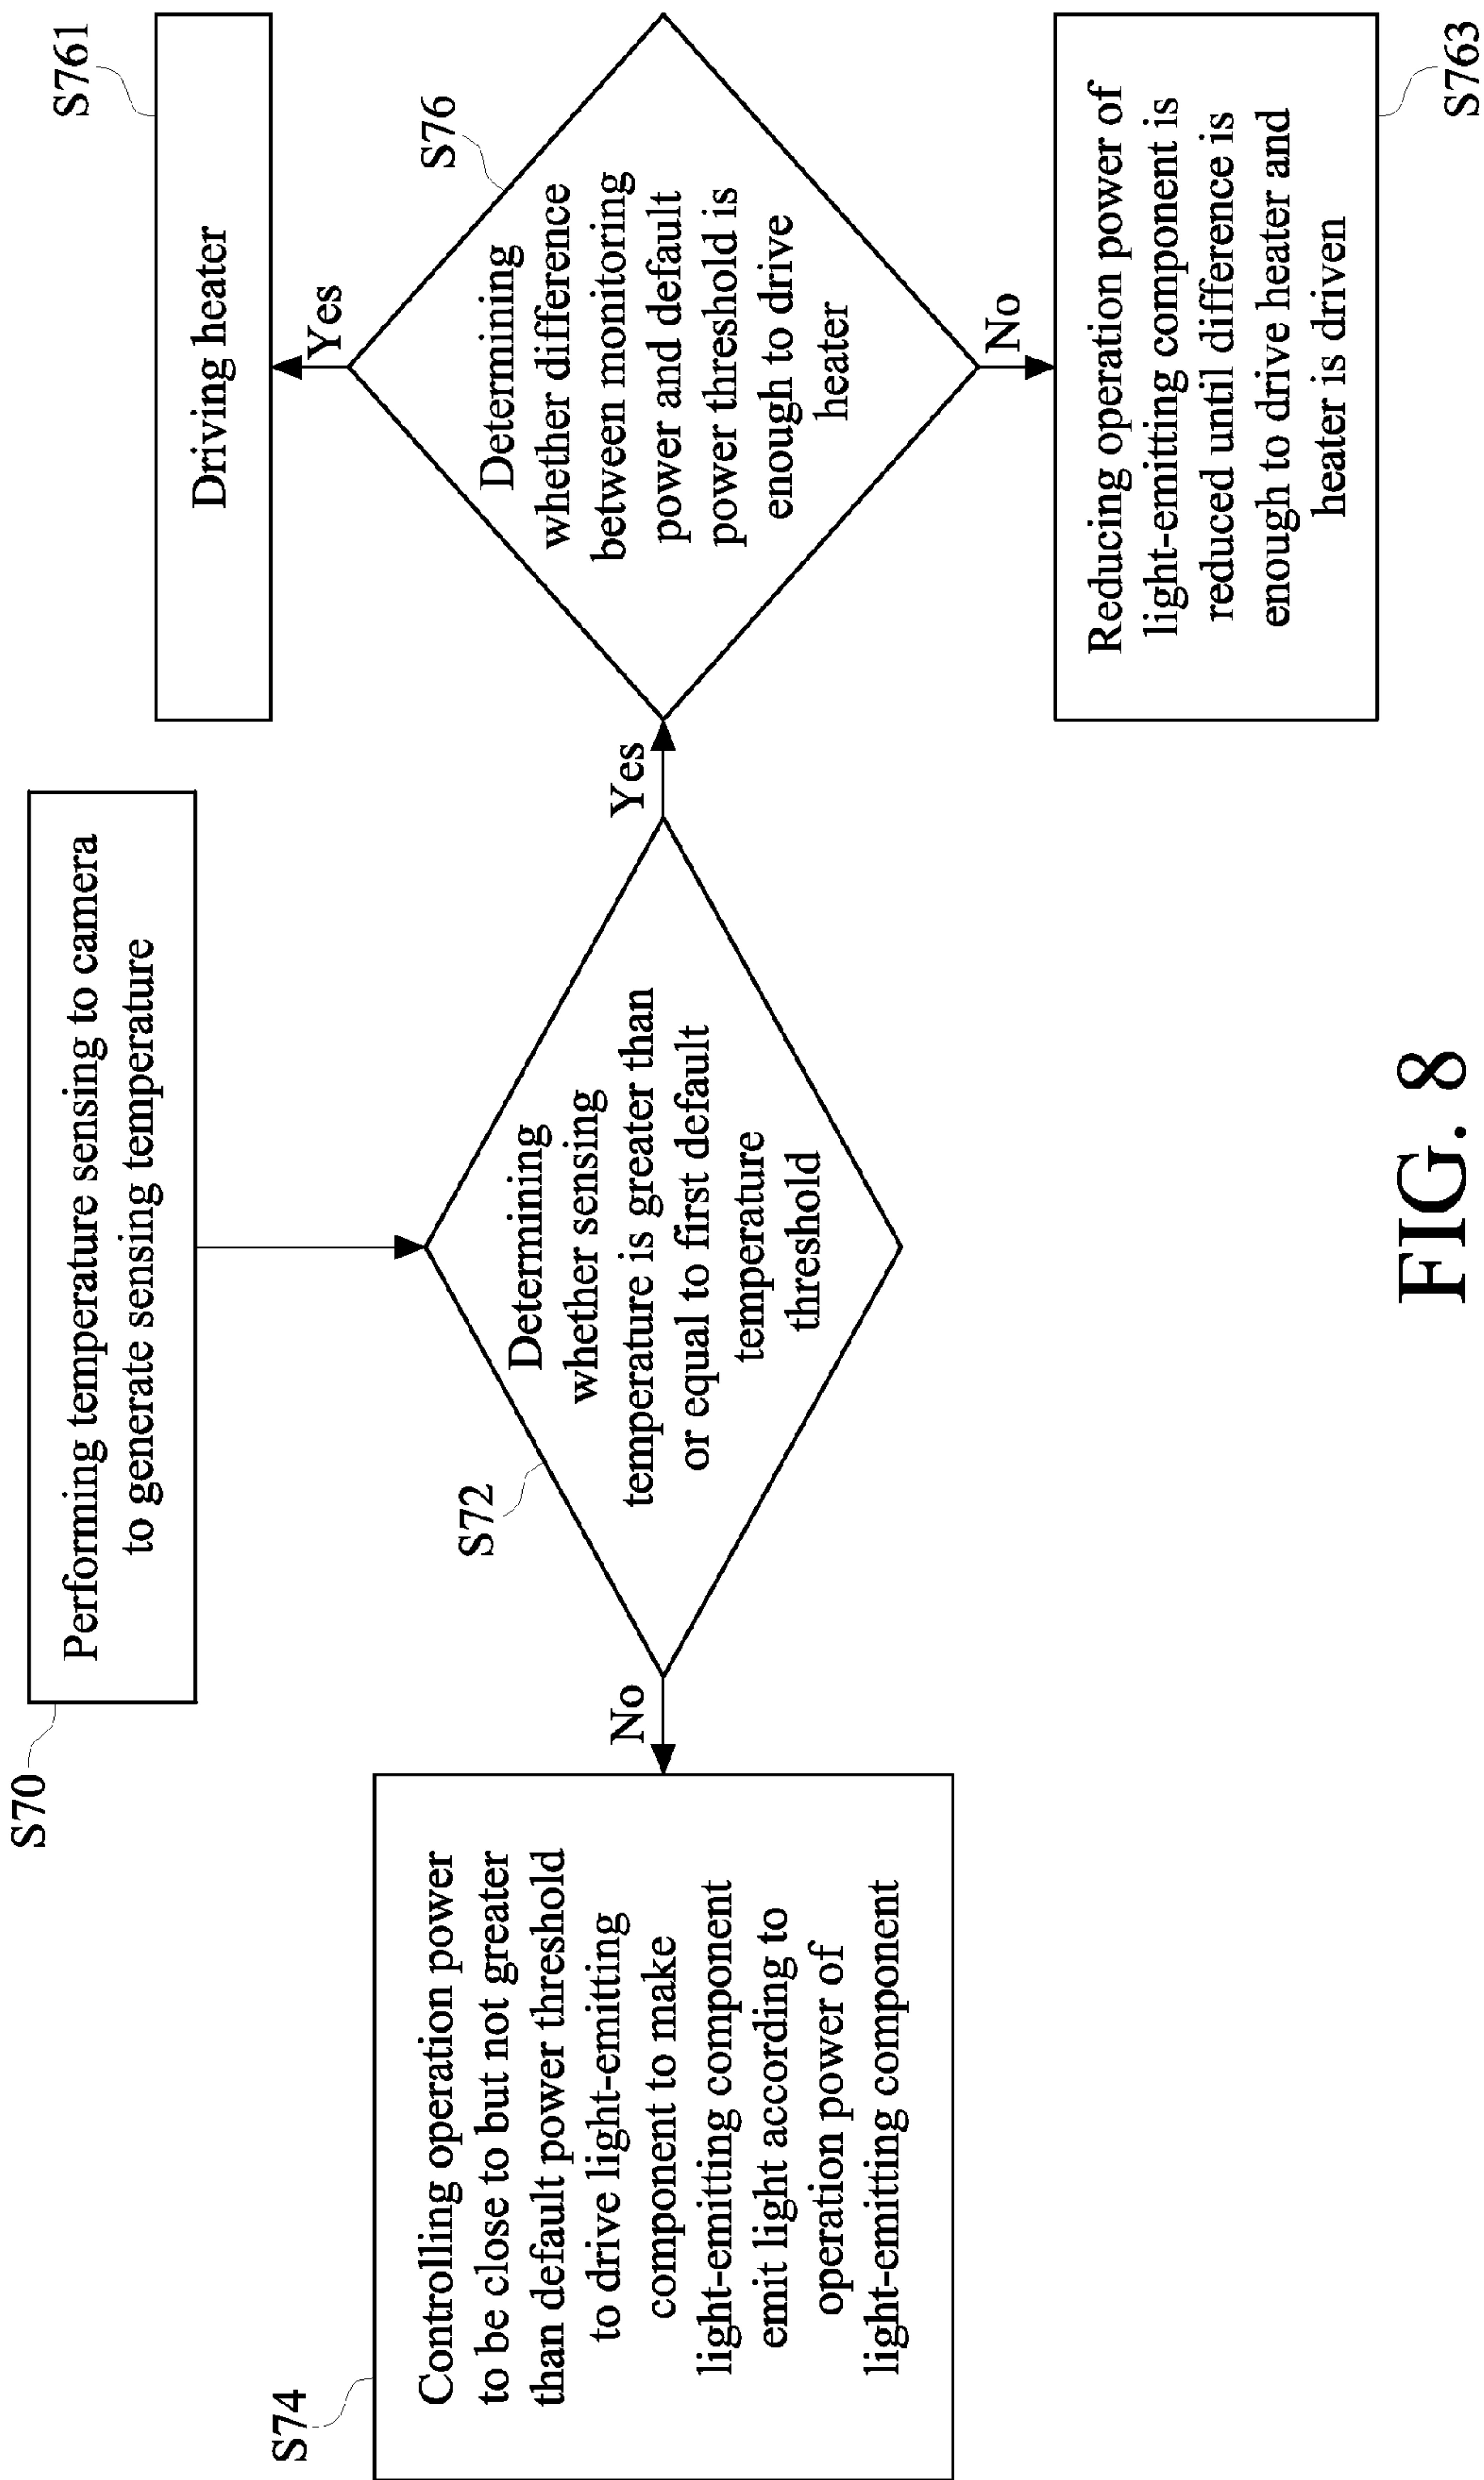 S70
Performing temperature sensing to camera
to generate sensing temperature
S72
Determining
whether sensing
temperature is greater than
or equal to first default
temperature
threshold
No
Yes
S74
Controlling operation power
to be close to but not greater
than default power threshold
to drive light-emitting
component to make
light-emitting component
emit light according to
operation power of
light-emitting component
S76
Determining
whether difference
between monitoring
power and default
power threshold is
enough to drive
heater
Yes
No
S761
Driving heater
Reducing operation power of
light-emitting component is
reduced until difference is
enough to drive heater and
heater is driven
S763
FIG. 8